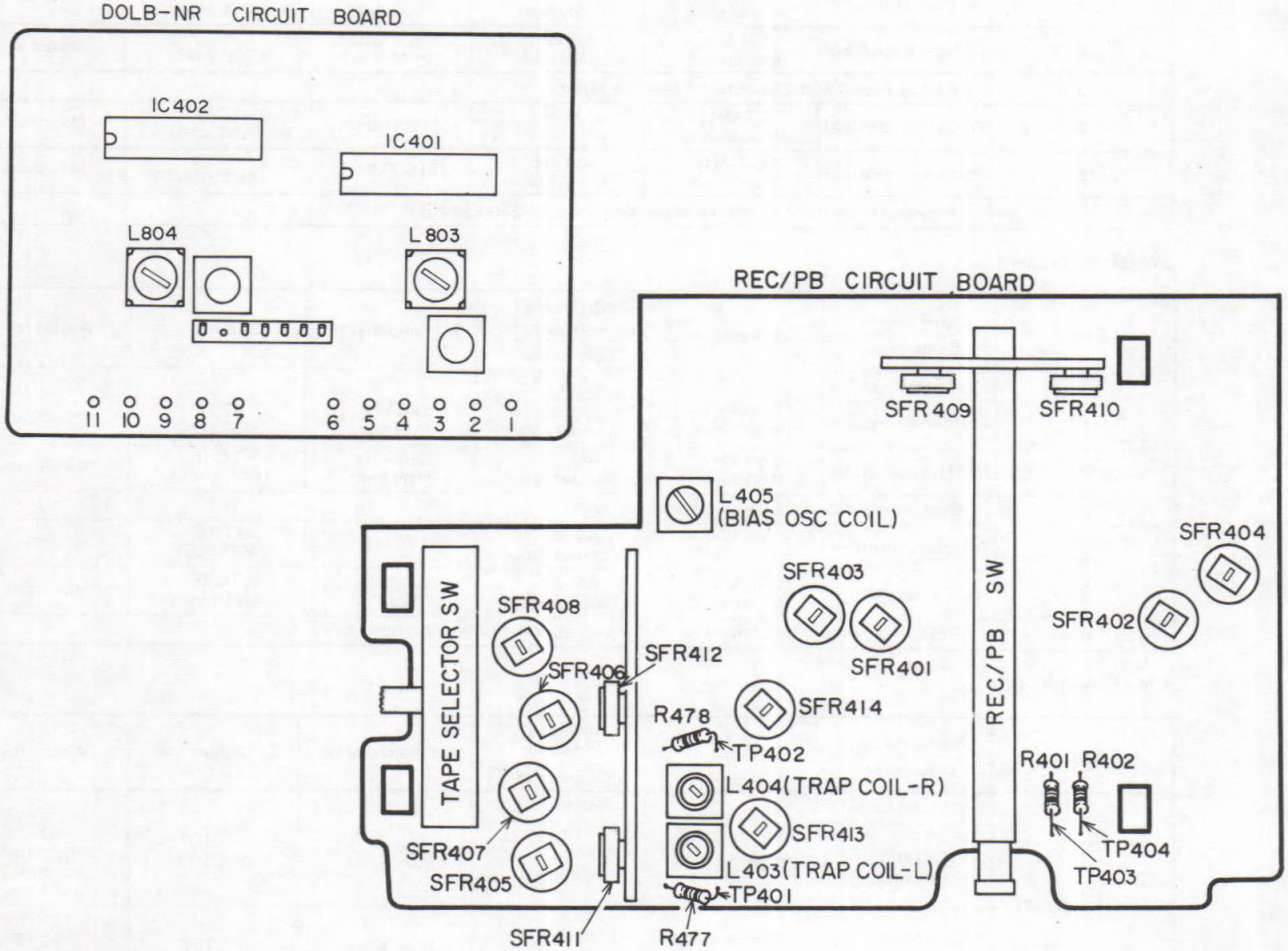 DOLB-NR CIRCUIT BOARD
IC402
IC401
L804
L803
11 10 9 8 7 6 5 4 3 2 1
REC/PB CIRCUIT BOARD
SFR409
SFR410
L405
(BIAS OSC COIL)
SFR404
SFR403
SFR402
SFR401
REC/PB SW
TAPE SELECTOR SW
SFR408
SFR406
SFR412
SFR414
R478
TP402
R401 R402
L404(TRAP COIL-R)
SFR413
SFR407
TP404
SFR405
L403(TRAP COIL-L)
TP403
TP401
SFR411
R477